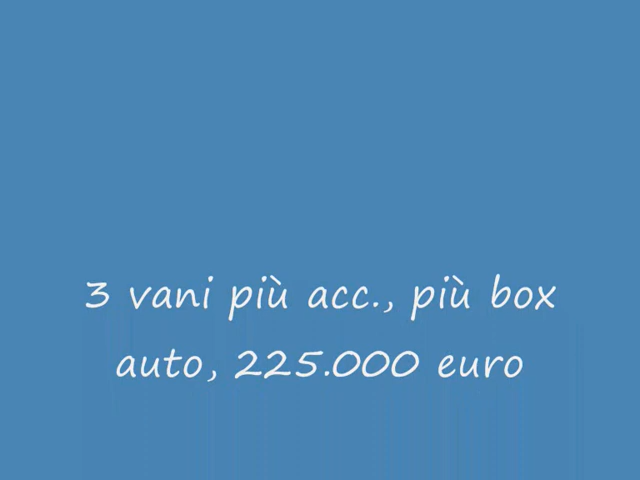 3 vani più acc., più box
auto, 225.000 euro